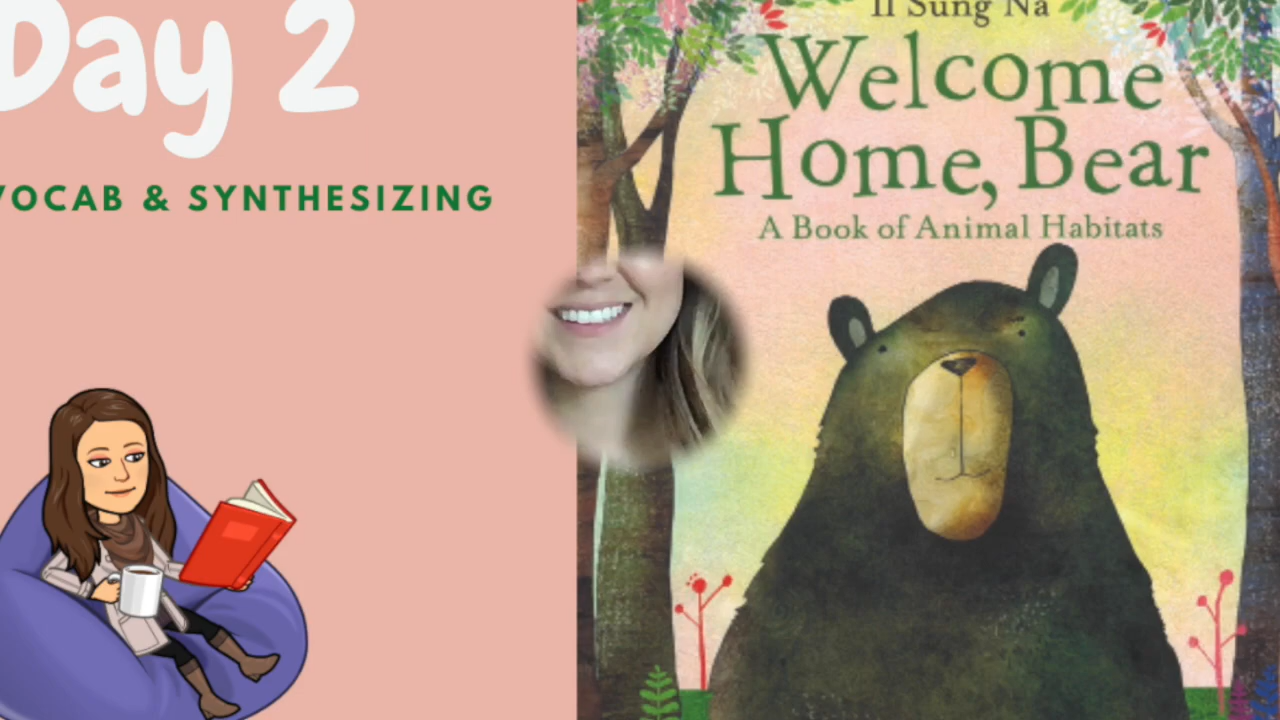 Day 2
VOCAB & SYNTHESIZING
Il Sung Na
Welcome
Home, Bear
A Book of Animal Habitats